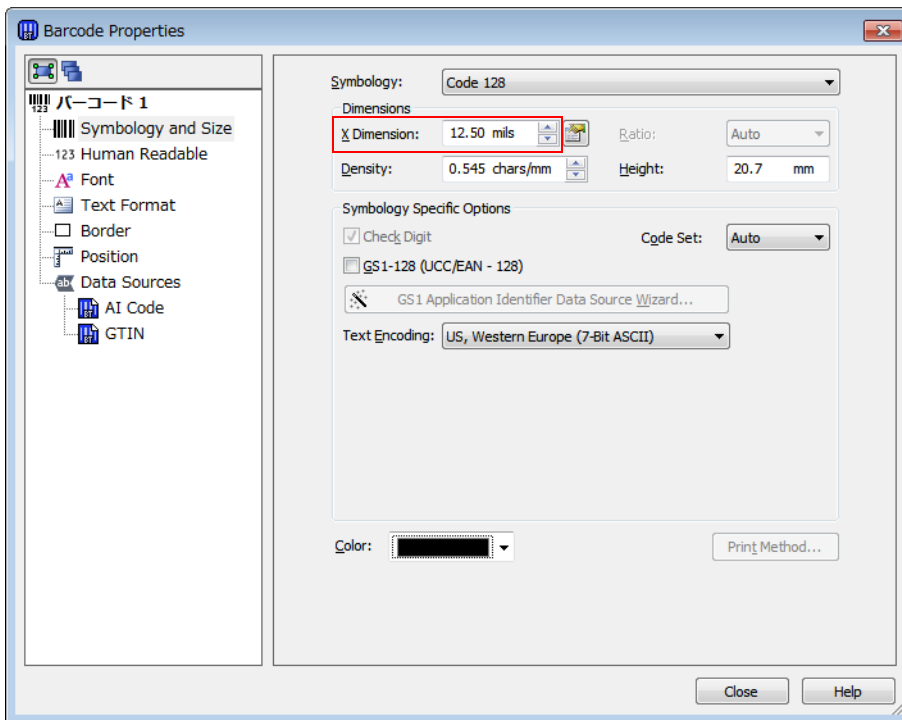 Barcode Properties
バーコード 1
Symbology and Size
123 Human Readable
Font
Text Format
Border
Position
Data Sources
AI Code
GTIN
Symbology: Code 128
Dimensions
X Dimension: 12.50 mils Ratio: Auto
Density: 0.545 chars/mm Height: 20.7 mm
Symbology Specific Options
Check Digit Code Set: Auto
GS1-128 (UCC/EAN - 128)
GS1 Application Identifier Data Source Wizard...
Text Encoding: US, Western Europe (7-Bit ASCII)
Color: Print Method...
Close Help